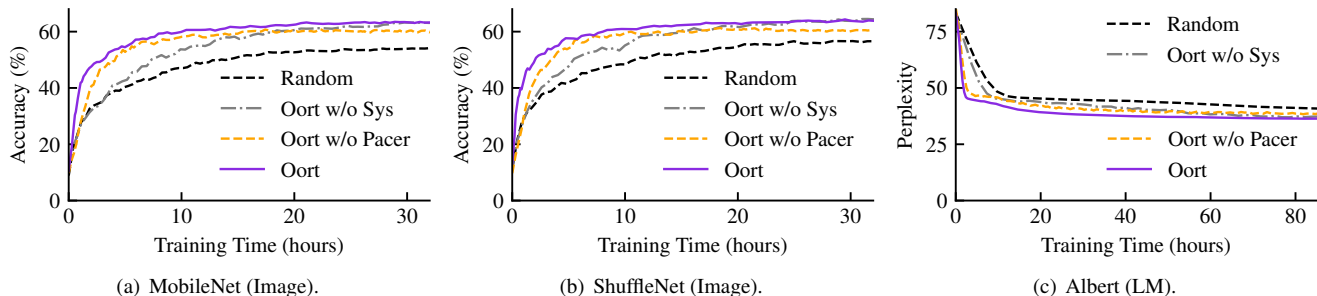 Accuracy (%)
60
40
20
0
Random
Oort w/o Sys
Oort w/o Pacer
Oort
0 10 20 30
Training Time (hours)
(a) MobileNet (Image).
Accuracy (%)
60
40
20
0
Random
Oort w/o Sys
Oort w/o Pacer
Oort
0 10 20 30
Training Time (hours)
(b) ShuffleNet (Image).
Perplexity
75
50
25
0
Random
Oort w/o Sys
Oort w/o Pacer
Oort
0 20 40 60 80
Training Time (hours)
(c) Albert (LM).